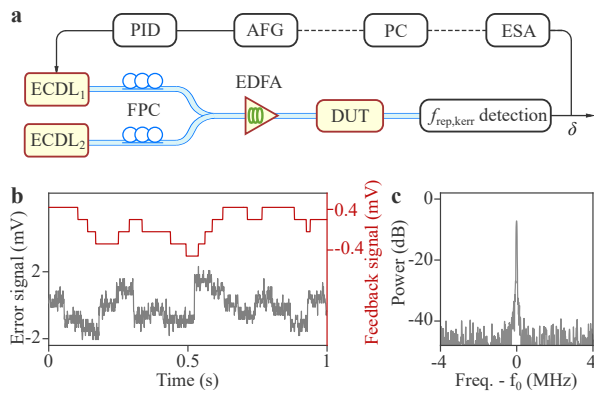 a
PID
AFG
PC
ESA
ECDL1
FPC
EDFA
DUT
frep,kerr detection
δ
ECDL2
b
Error signal (mV)
2
-2
0
0.5
1
Time (s)
0.4
-0.4
Feedback signal (mV)
c
Power (dB)
0
-20
-40
-4
0
4
Freq. - f0 (MHz)